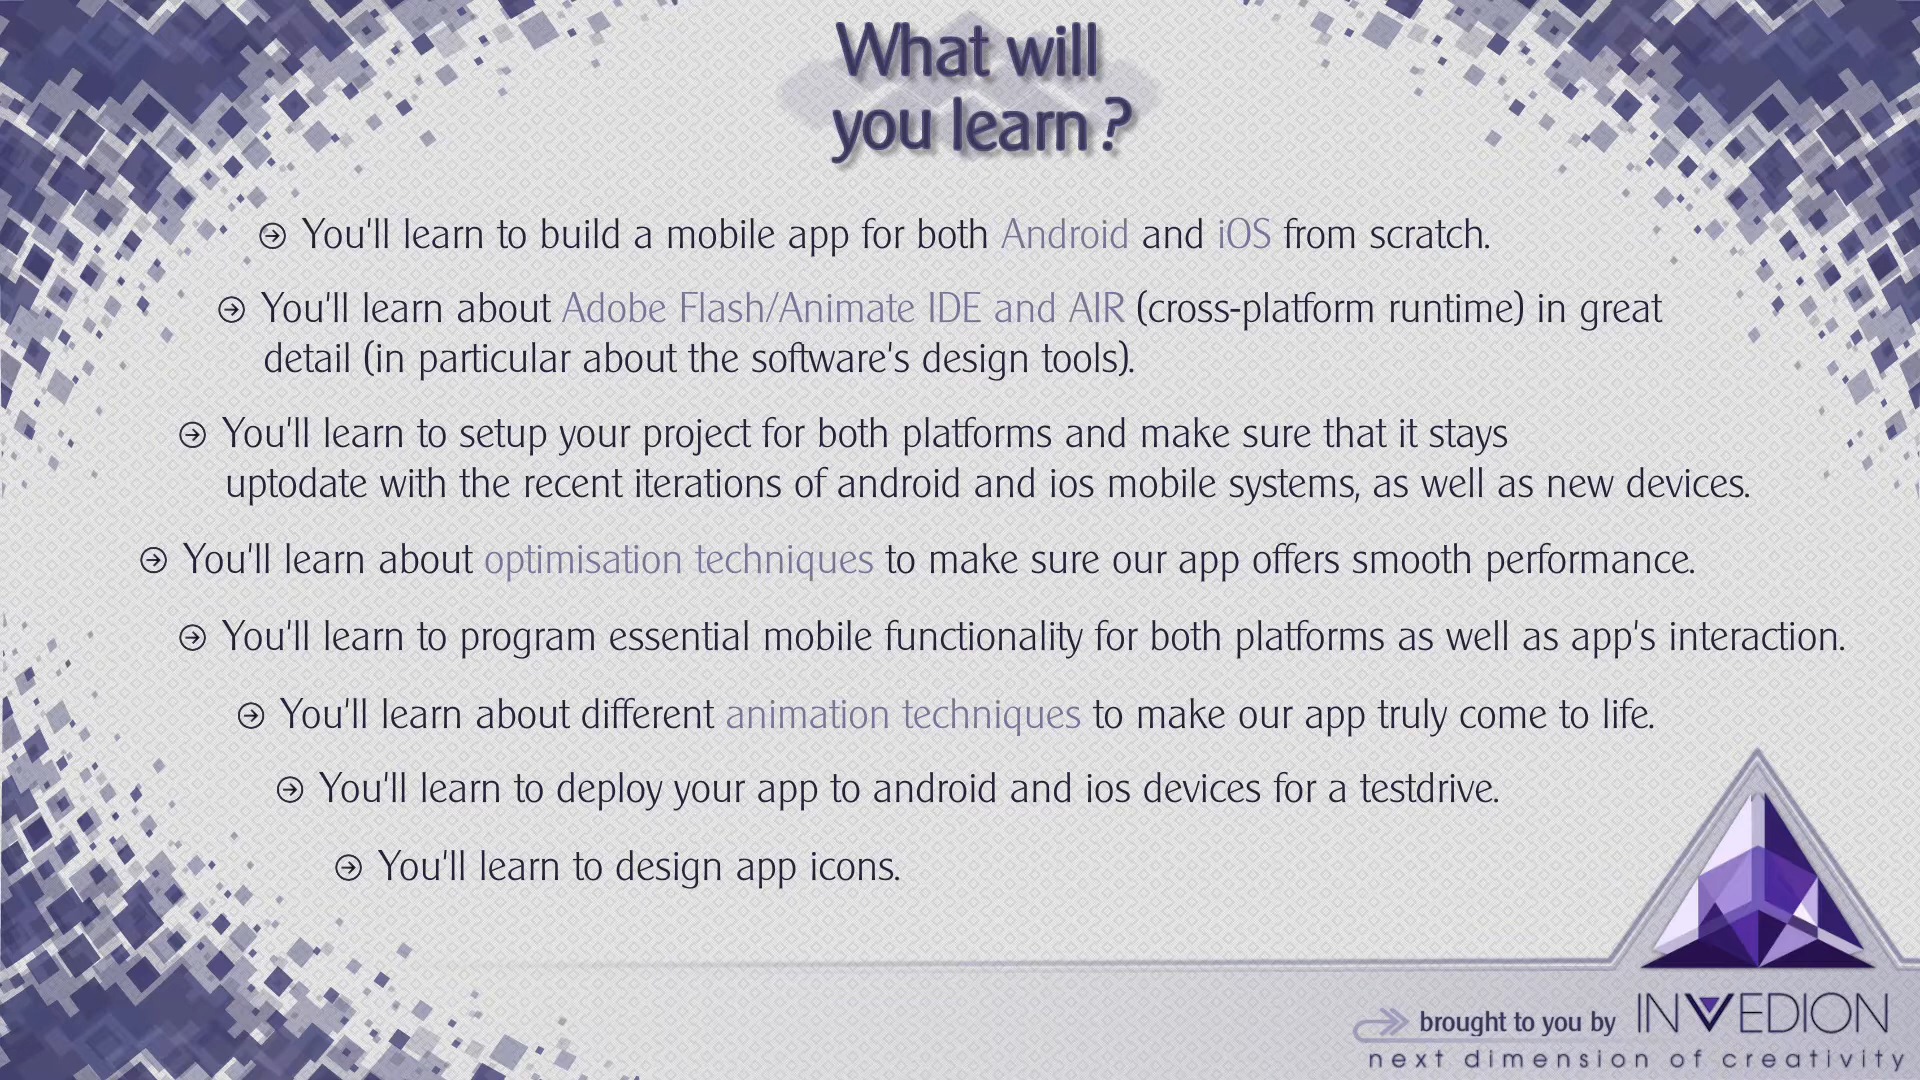 What will
you learn ?
You'll learn to build a mobile app for both Android and iOS from scratch.
You'll learn about Adobe Flash/Animate IDE and AIR (cross-platform runtime) in great
detail (in particular about the software's design tools).
You'll learn to setup your project for both platforms and make sure that it stays
uptodate with the recent iterations of android and ios mobile systems, as well as new devices.
You'll learn about optimisation techniques to make sure our app offers smooth performance.
You'll learn to program essential mobile functionality for both platforms as well as app's interaction.
You'll learn about different animation techniques to make our app truly come to life.
You'll learn to deploy your app to android and ios devices for a testdrive.
You'll learn to design app icons.
brought to you by INVEDION
next dimension of creativity